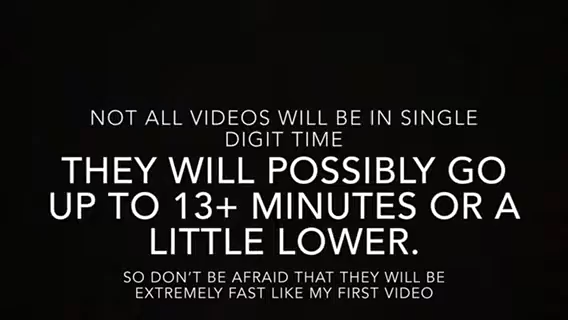 NOT ALL VIDEOS WILL BE IN SINGLE
DIGIT TIME
THEY WILL POSSIBLY GO
UP TO 13+ MINUTES OR A
LITTLE LOWER.
SO DON'T BE AFRAID THAT THEY WILL BE
EXTREMELY FAST LIKE MY FIRST VIDEO